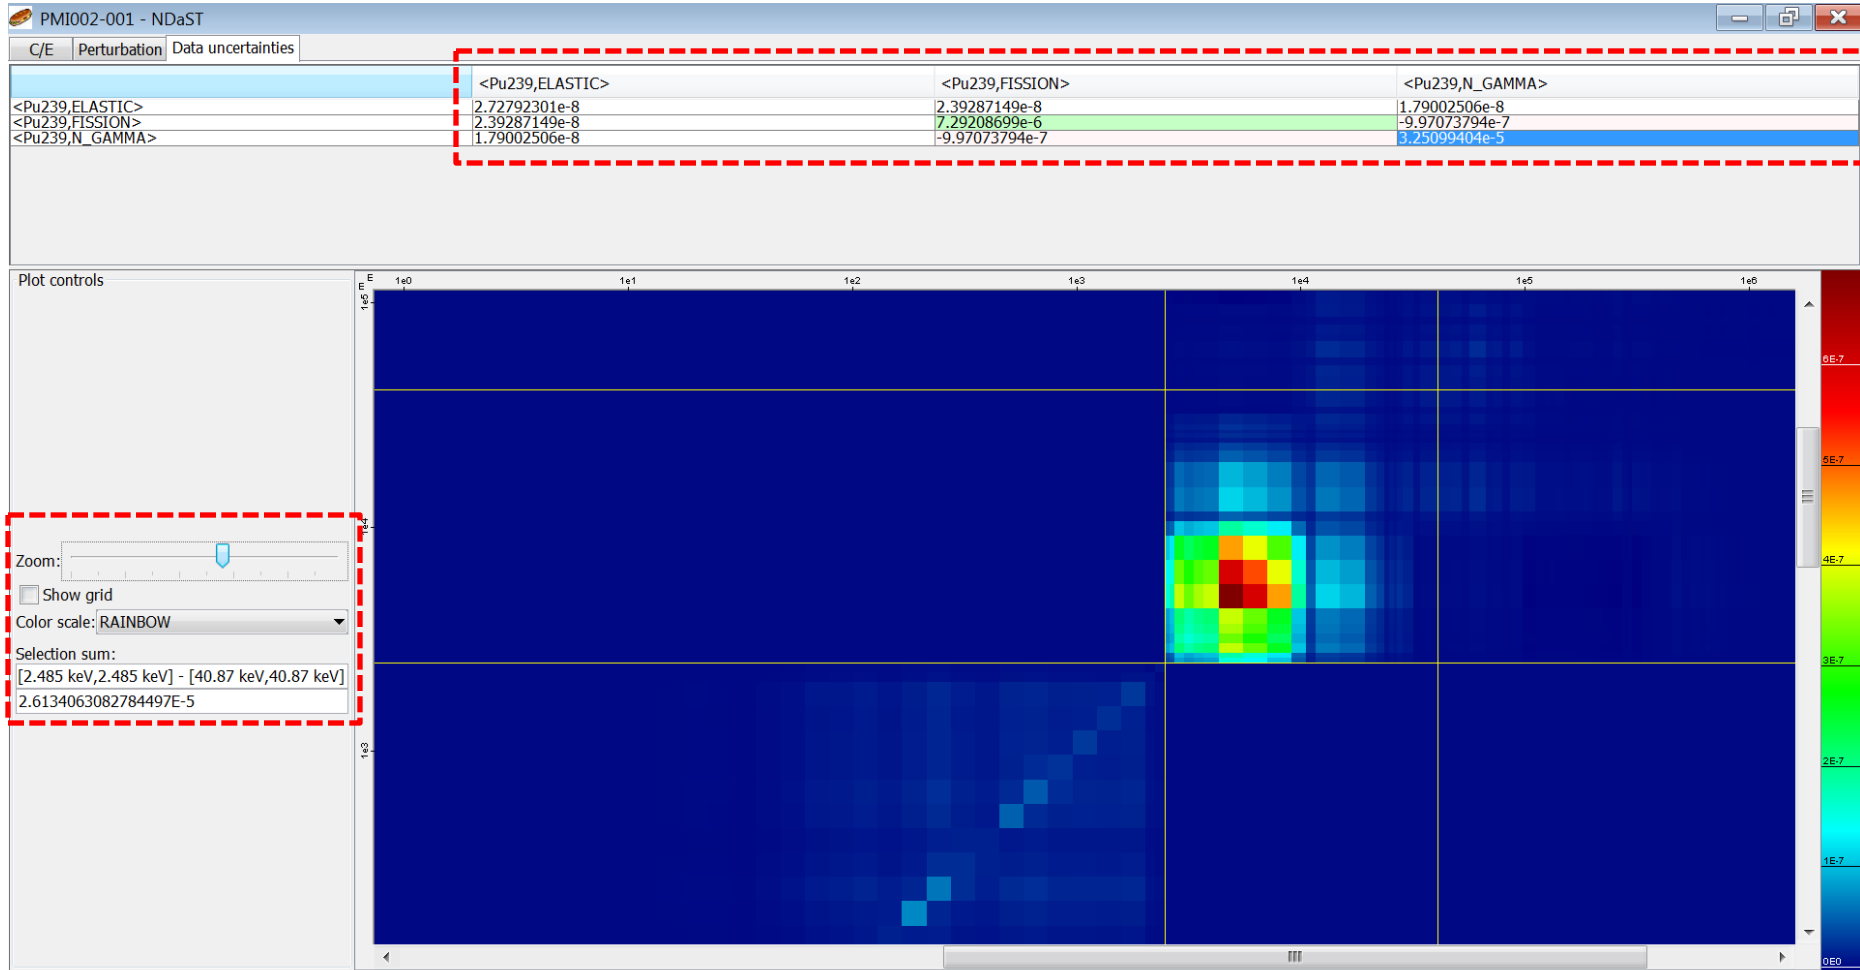 PMI002-001 - NDaST
C/E Perturbation Data uncertainties
<Pu239,ELASTIC> <Pu239,FISSION> <Pu239,N_GAMMA>
<Pu239,ELASTIC> 2.72792301e-8 2.39287149e-8 1.79002506e-8
<Pu239,FISSION> 2.39287149e-8 7.29208699e-6 -9.97073794e-7
<Pu239,N_GAMMA> 1.79002506e-8 -9.97073794e-7 3.25099404e-5
Plot controls
E 1e0 1e1 1e2 1e3 1e4 1e5 1e6
E
1e5
1e4
1e3
Zoom:
Show grid
Color scale: RAINBOW
Selection sum:
[2.485 keV,2.485 keV] - [40.87 keV,40.87 keV]
2.6134063082784497E-5
6E-7
5E-7
4E-7
3E-7
2E-7
1E-7
0E0